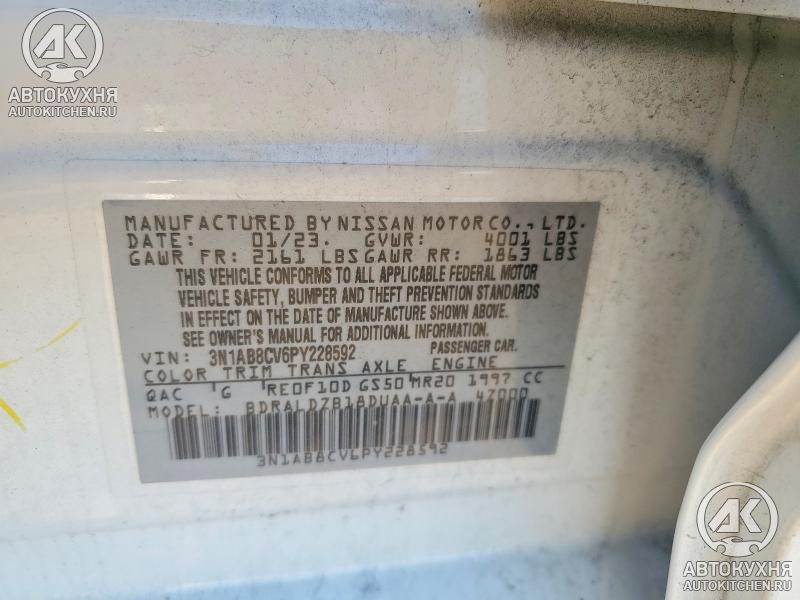 AK
АВТОКУХНЯ
AUTOKITCHEN.RU
MANUFACTURED BY NISSAN MOTOR CO., LTD.
DATE: 01/23. GVWR: 4001 LBS
GAWR FR: 2161 LBS GAWR RR: 1863 LBS
THIS VEHICLE CONFORMS TO ALL APPLICABLE FEDERAL MOTOR
VEHICLE SAFETY, BUMPER AND THEFT PREVENTION STANDARDS
IN EFFECT ON THE DATE OF MANUFACTURE SHOWN ABOVE.
SEE OWNER'S MANUAL FOR ADDITIONAL INFORMATION.
VIN: 3N1AB8CV6PY228592 PASSENGER CAR.
COLOR TRIM TRANS AXLE ENGINE
QAC G RE0F10D GS50 MR20 1997 CC
MODEL: BDRALDZB18DUAA-A-A 47000
3N1AB8CV6PY228592
AK
АВТОКУХНЯ
AUTOKITCHEN.RU